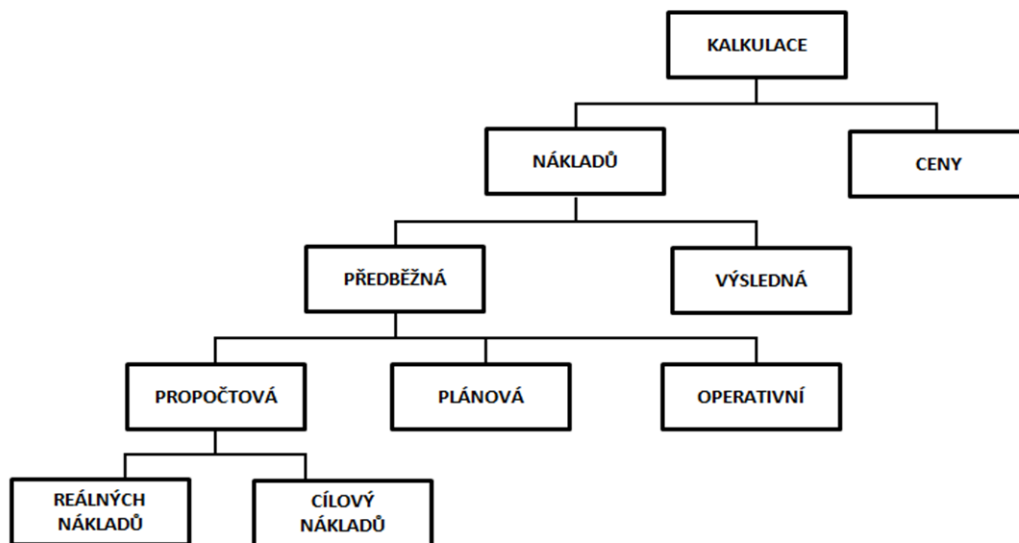 KALKULACE
NÁKLADŮ
CENY
PŘEDBĚŽNÁ
VÝSLEDNÁ
PROPOČTOVÁ
PLÁNOVÁ
OPERATIVNÍ
REÁLNÝCH
NÁKLADŮ
CÍLOVÝ
NÁKLADŮ